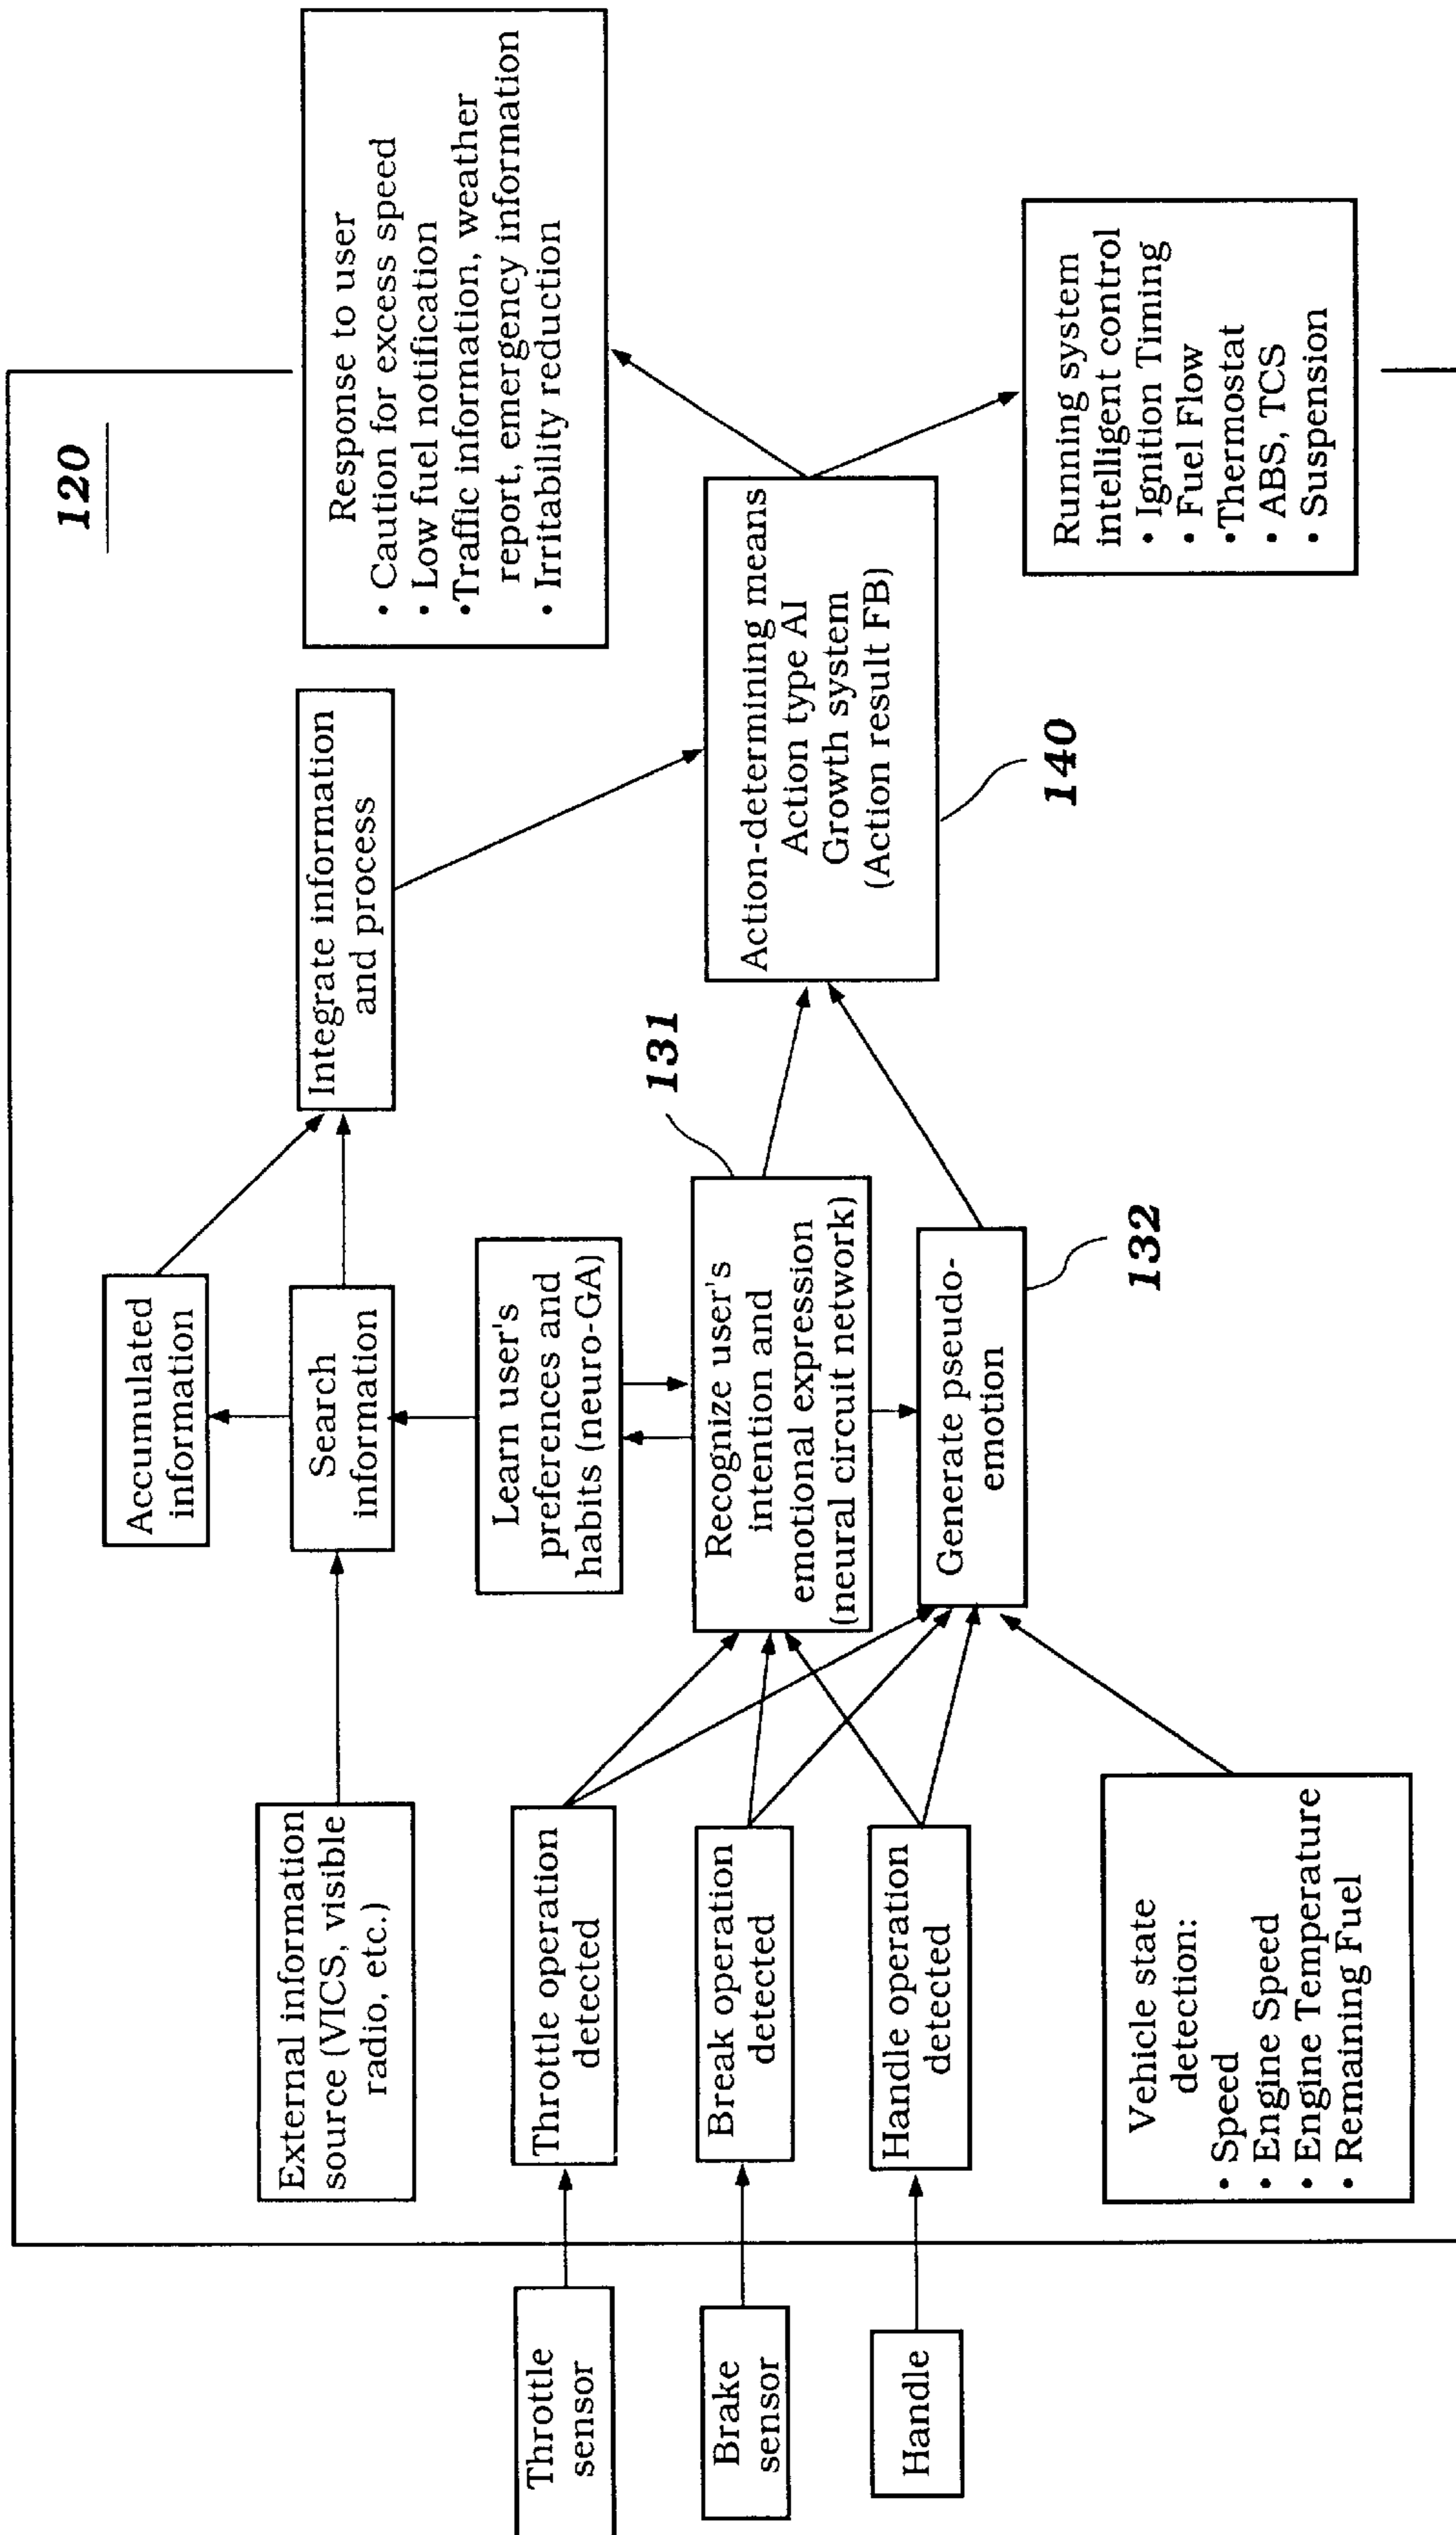 120
External information
source (VICS, visible
radio, etc.)
Accumulated
information
Search
information
Integrate information
and process
Response to user
• Caution for excess speed
• Low fuel notification
•Traffic information, weather
report, emergency information
• Irritability reduction
Throttle
sensor
Throttle operation
detected
Learn user's
preferences and
habits (neuro-GA)
Brake
sensor
Break operation
detected
Recognize user's
intention and
emotional expression
(neural circuit network)
131
Action-determining means
Action type AI
Growth system
(Action result FB)
140
Handle
Handle operation
detected
Generate pseudo-
emotion
132
Vehicle state
detection:
• Speed
• Engine Speed
• Engine Temperature
• Remaining Fuel
Running system
intelligent control
• Ignition Timing
• Fuel Flow
•Thermostat
• ABS, TCS
• Suspension